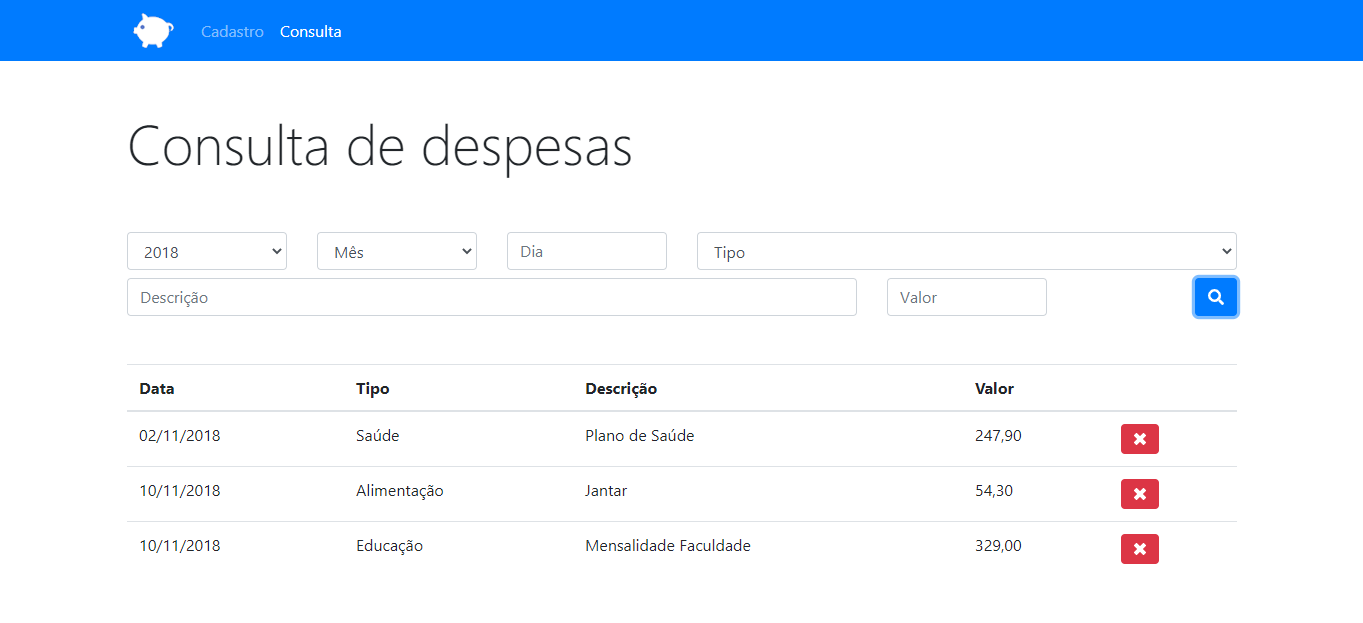 Cadastro Consulta
Consulta de despesas
2018 Mês Dia Tipo
Descrição Valor
Data Tipo Descrição Valor
02/11/2018 Saúde Plano de Saúde 247,90
10/11/2018 Alimentação Jantar 54,30
10/11/2018 Educação Mensalidade Faculdade 329,00